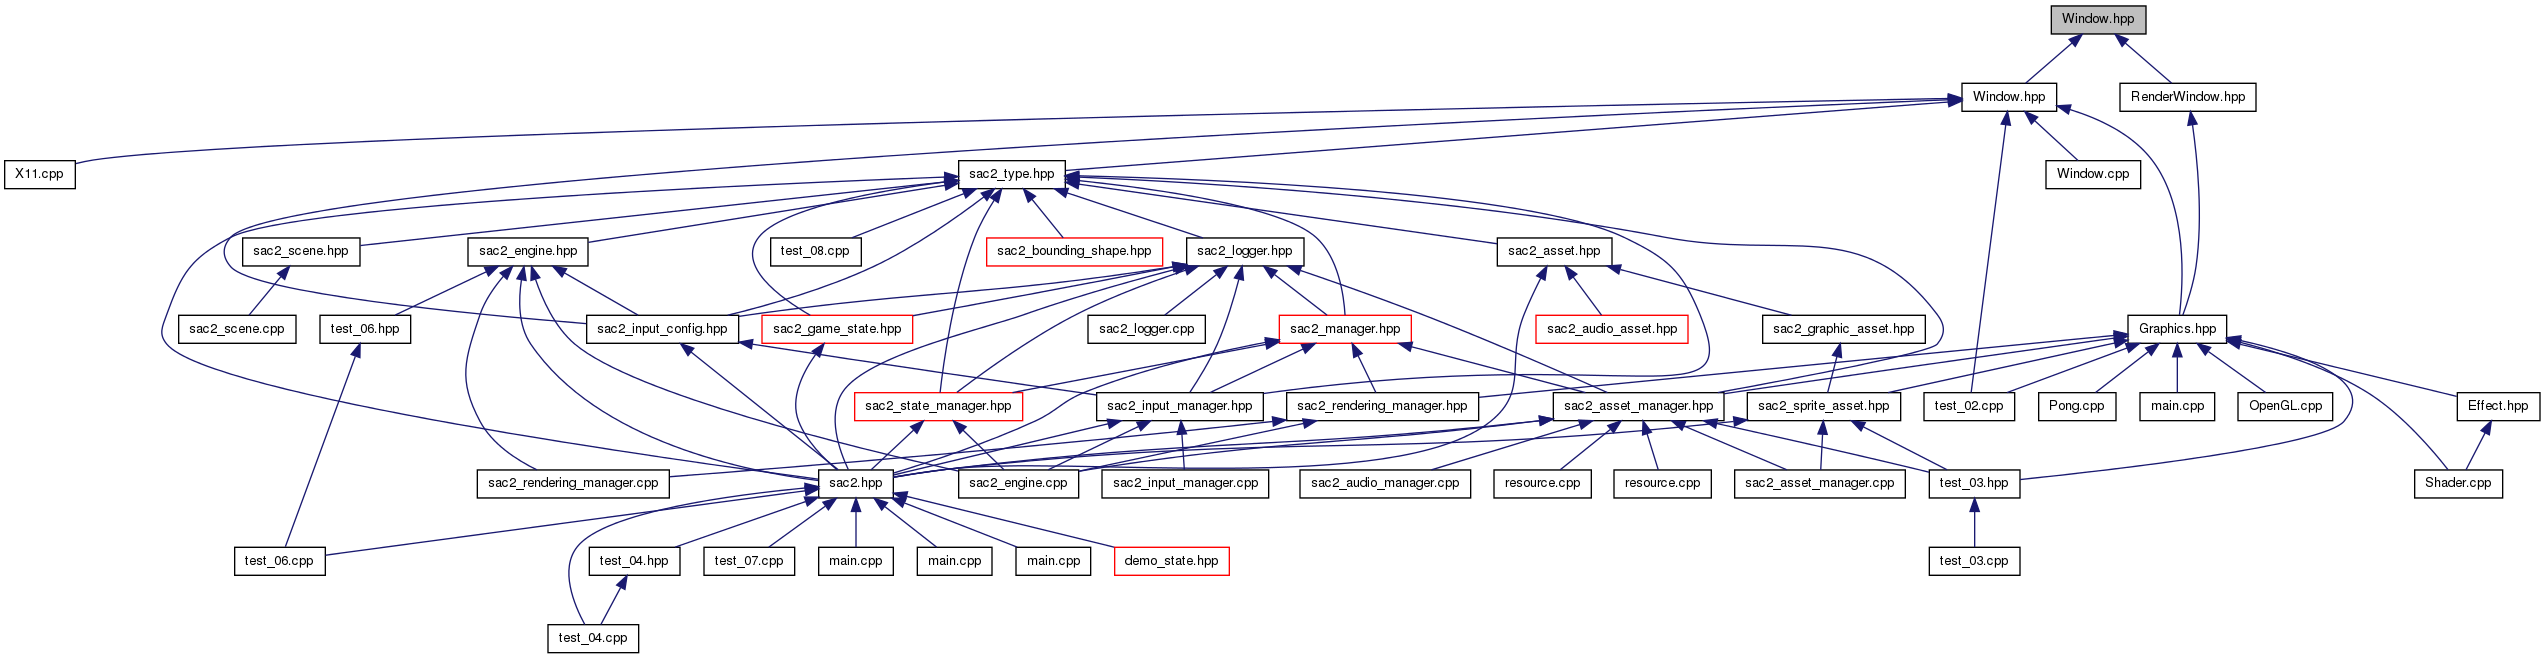 Window.hpp
Window.hpp
RenderWindow.hpp
X11.cpp
sac2_type.hpp
Window.cpp
sac2_scene.hpp
sac2_engine.hpp
test_08.cpp
sac2_bounding_shape.hpp
sac2_logger.hpp
sac2_asset.hpp
sac2_scene.cpp
test_06.hpp
sac2_input_config.hpp
sac2_game_state.hpp
sac2_logger.cpp
sac2_manager.hpp
sac2_audio_asset.hpp
sac2_graphic_asset.hpp
Graphics.hpp
sac2_state_manager.hpp
sac2_input_manager.hpp
sac2_rendering_manager.hpp
sac2_asset_manager.hpp
sac2_sprite_asset.hpp
test_02.cpp
Pong.cpp
main.cpp
OpenGL.cpp
Effect.hpp
sac2_rendering_manager.cpp
sac2.hpp
sac2_engine.cpp
sac2_input_manager.cpp
sac2_audio_manager.cpp
resource.cpp
resource.cpp
sac2_asset_manager.cpp
test_03.hpp
Shader.cpp
test_06.cpp
test_04.hpp
test_07.cpp
main.cpp
main.cpp
main.cpp
demo_state.hpp
test_03.cpp
test_04.cpp